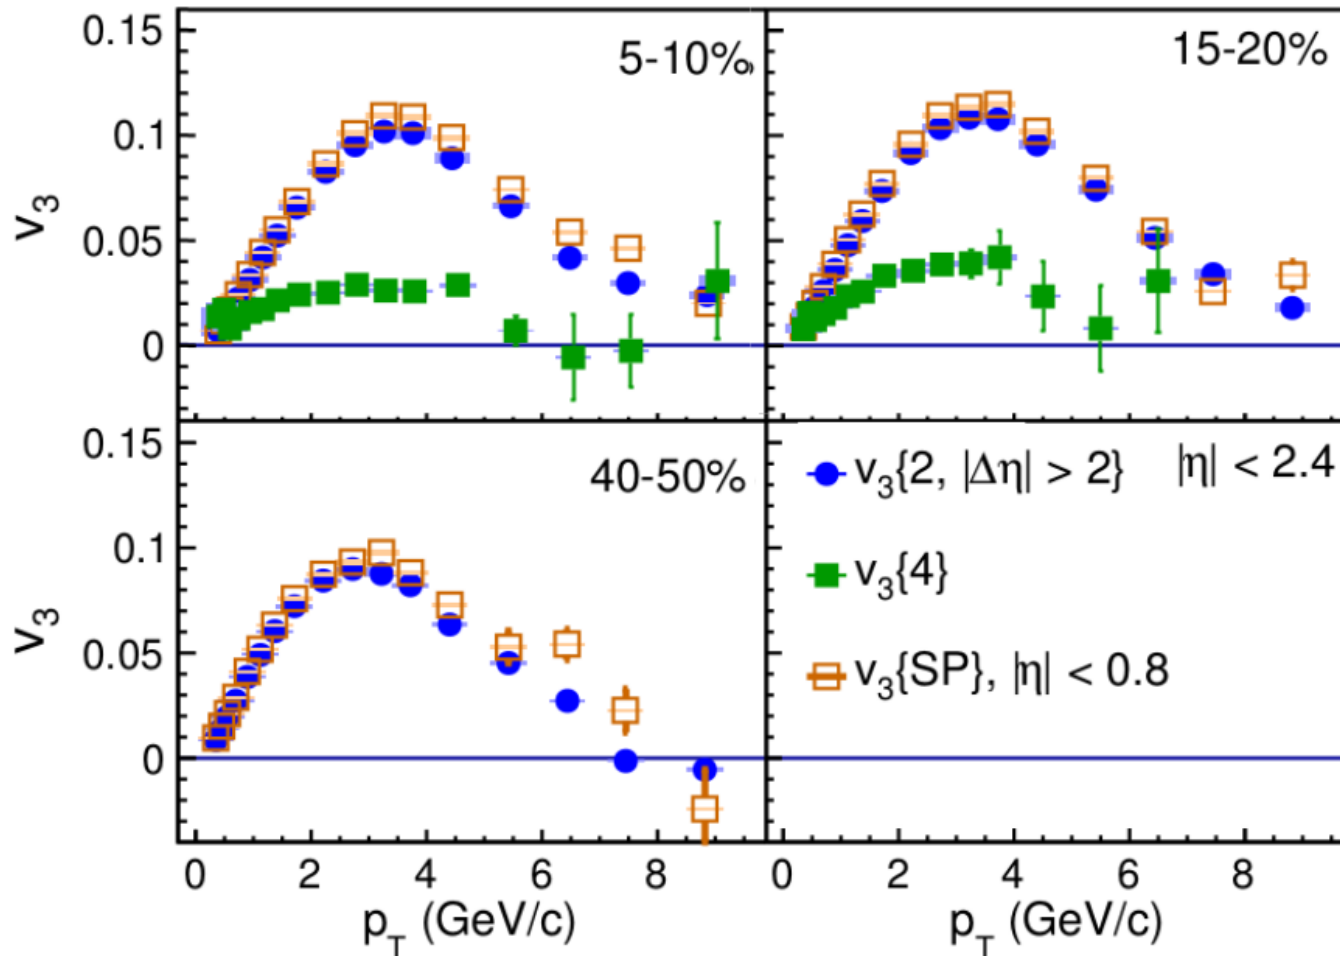 0.15
0.1
0.05
0
v3
5-10%
15-20%
0.15
0.1
0.05
0
v3
40-50%
v3{2, |Δη| > 2} |η| < 2.4
v3{4}
v3{SP}, |η| < 0.8
0 2 4 6 8
0 2 4 6 8
pT (GeV/c)
pT (GeV/c)